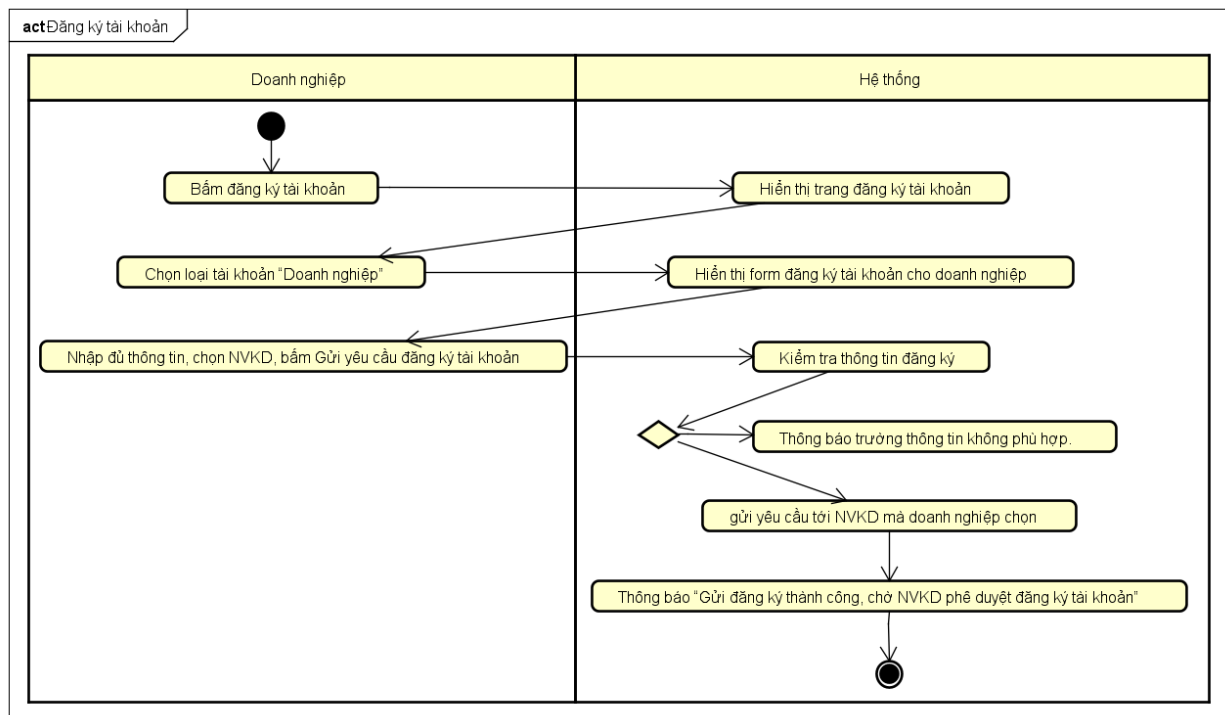 act Đăng ký tài khoản
Doanh nghiệp
Hệ thống
Bấm đăng ký tài khoản
Hiển thị trang đăng ký tài khoản
Chọn loại tài khoản “Doanh nghiệp”
Hiển thị form đăng ký tài khoản cho doanh nghiệp
Nhập đủ thông tin, chọn NVKD, bấm Gửi yêu cầu đăng ký tài khoản
Kiểm tra thông tin đăng ký
Thông báo trường thông tin không phù hợp.
gửi yêu cầu tới NVKD mà doanh nghiệp chọn
Thông báo “Gửi đăng ký thành công, chờ NVKD phê duyệt đăng ký tài khoản”